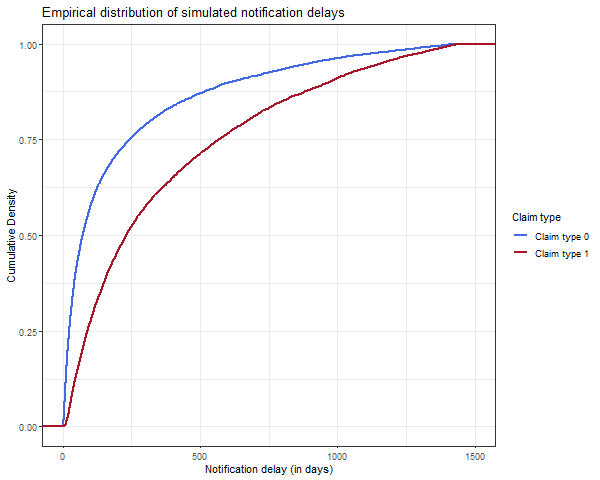 Empirical distribution of simulated notification delays
Cumulative Density
1.00
0.75
0.50
0.25
0.00
0
500
1000
1500
Notification delay (in days)
Claim type
Claim type 0
Claim type 1